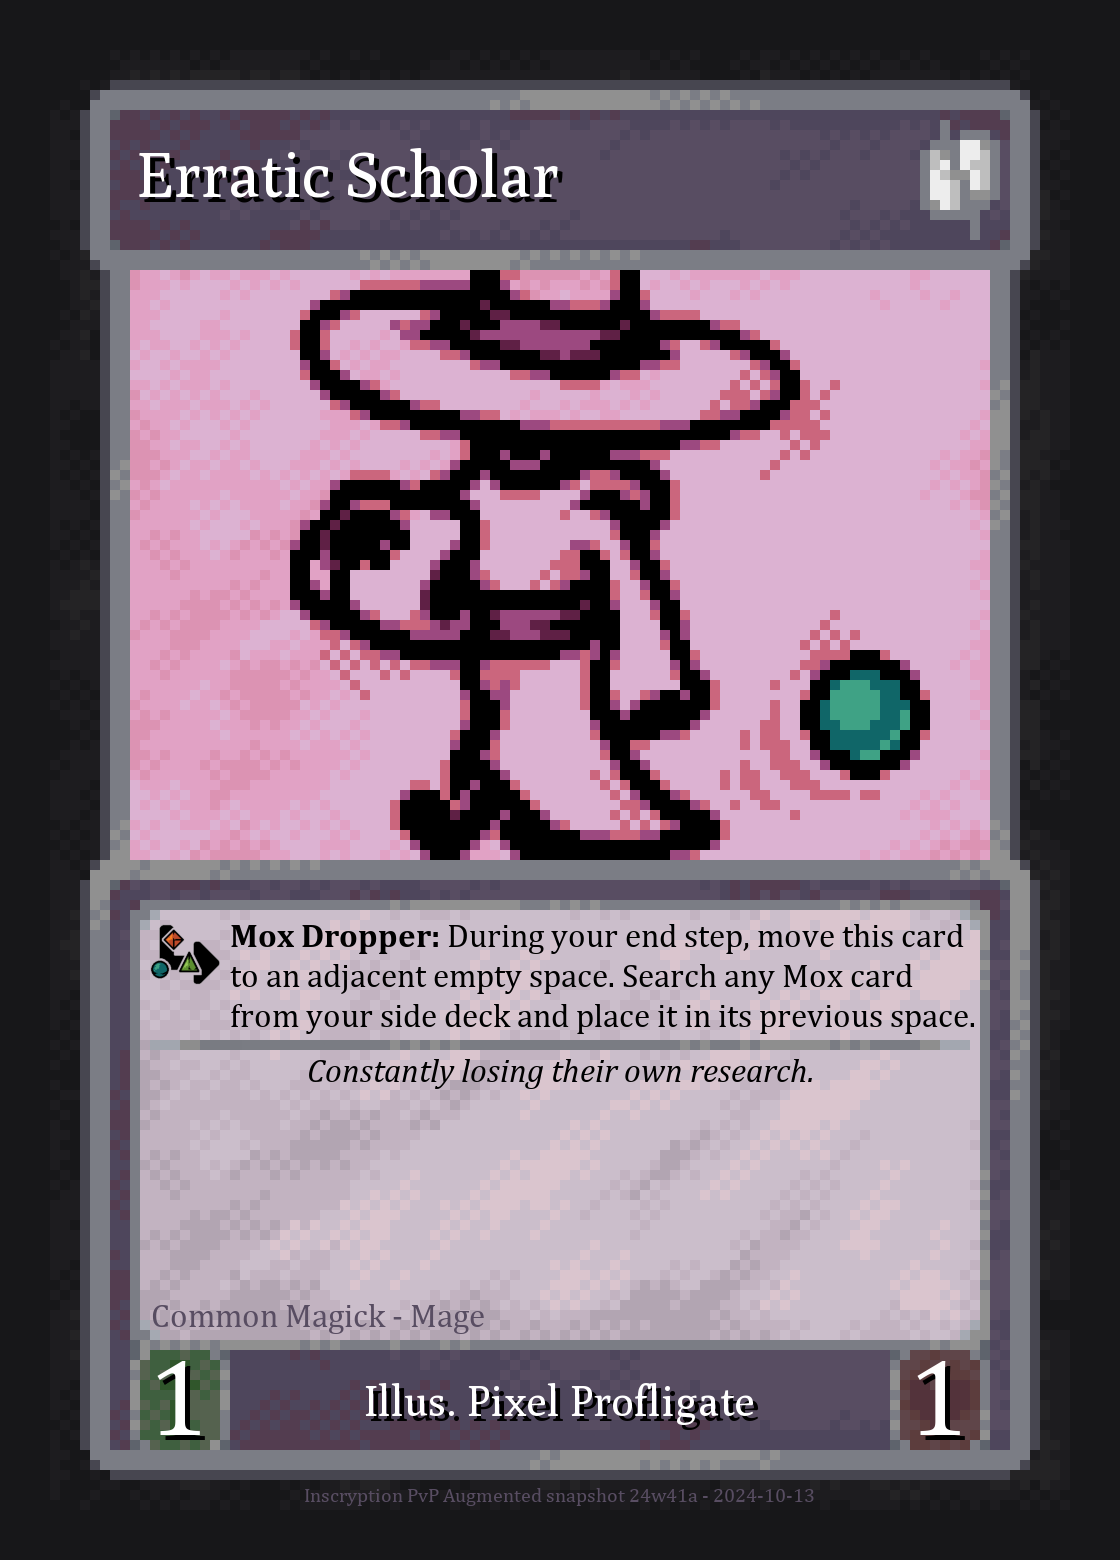 Erratic Scholar
Mox Dropper: During your end step, move this card
to an adjacent empty space. Search any Mox card
from your side deck and place it in its previous space.
Constantly losing their own research.
Common Magick - Mage
1
Illus. Pixel Profligate
1
Inscryption PvP Augmented snapshot 24w41a - 2024-10-13